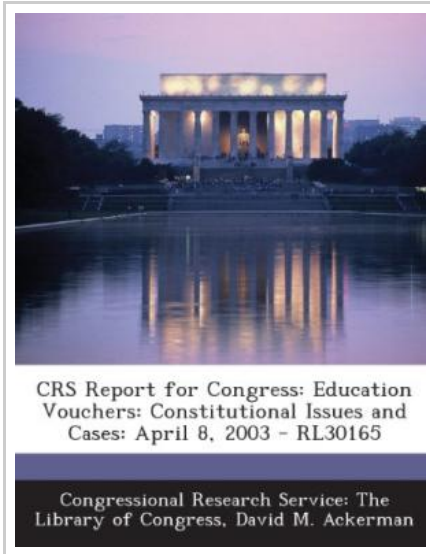 CRS Report for Congress: Education
Vouchers: Constitutional Issues and
Cases: April 8, 2003 - RL30165
Congressional Research Service: The
Library of Congress, David M. Ackerman